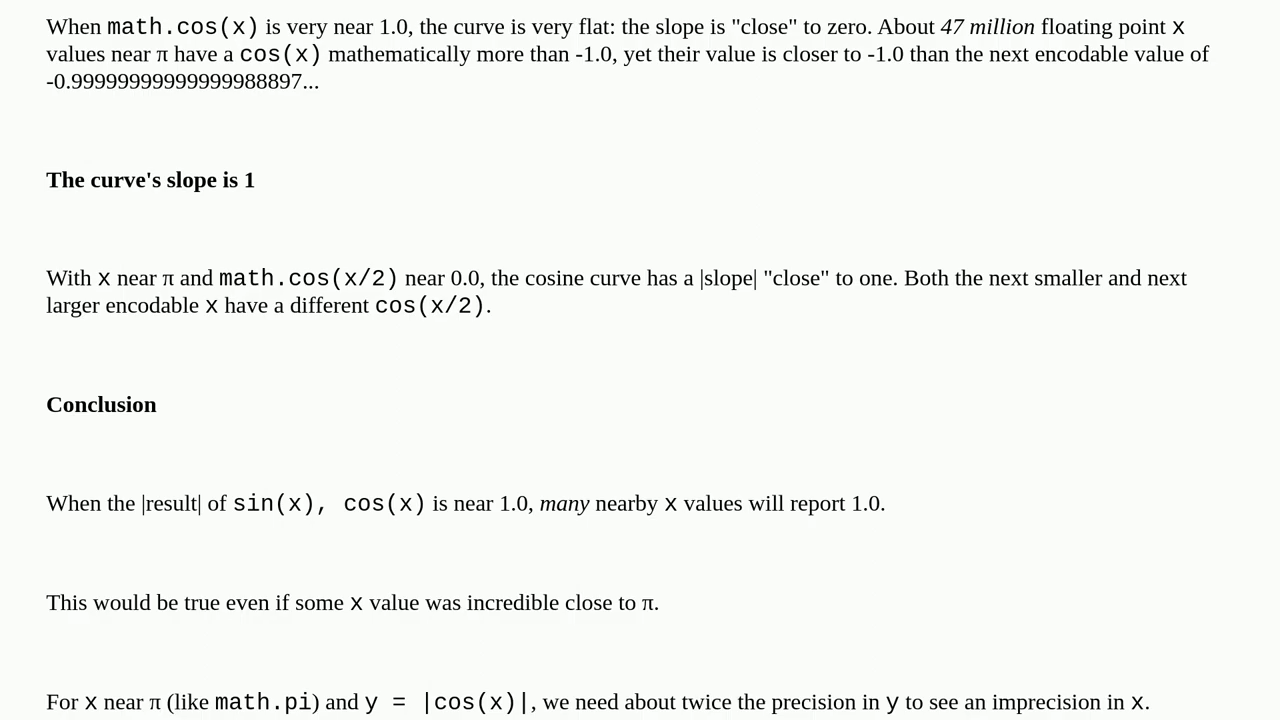 When math.cos(x) is very near 1.0, the curve is very flat: the slope is "close" to zero. About 47 million floating point x
values near π have a cos(x) mathematically more than -1.0, yet their value is closer to -1.0 than the next encodable value of
-0.99999999999999988897...
The curve's slope is 1
With x near π and math.cos(x/2) near 0.0, the cosine curve has a |slope| "close" to one. Both the next smaller and next
larger encodable x have a different cos(x/2).
Conclusion
When the |result| of sin(x), cos(x) is near 1.0, many nearby x values will report 1.0.
This would be true even if some x value was incredible close to π.
For x near π (like math.pi) and y = |cos(x)|, we need about twice the precision in y to see an imprecision in x.